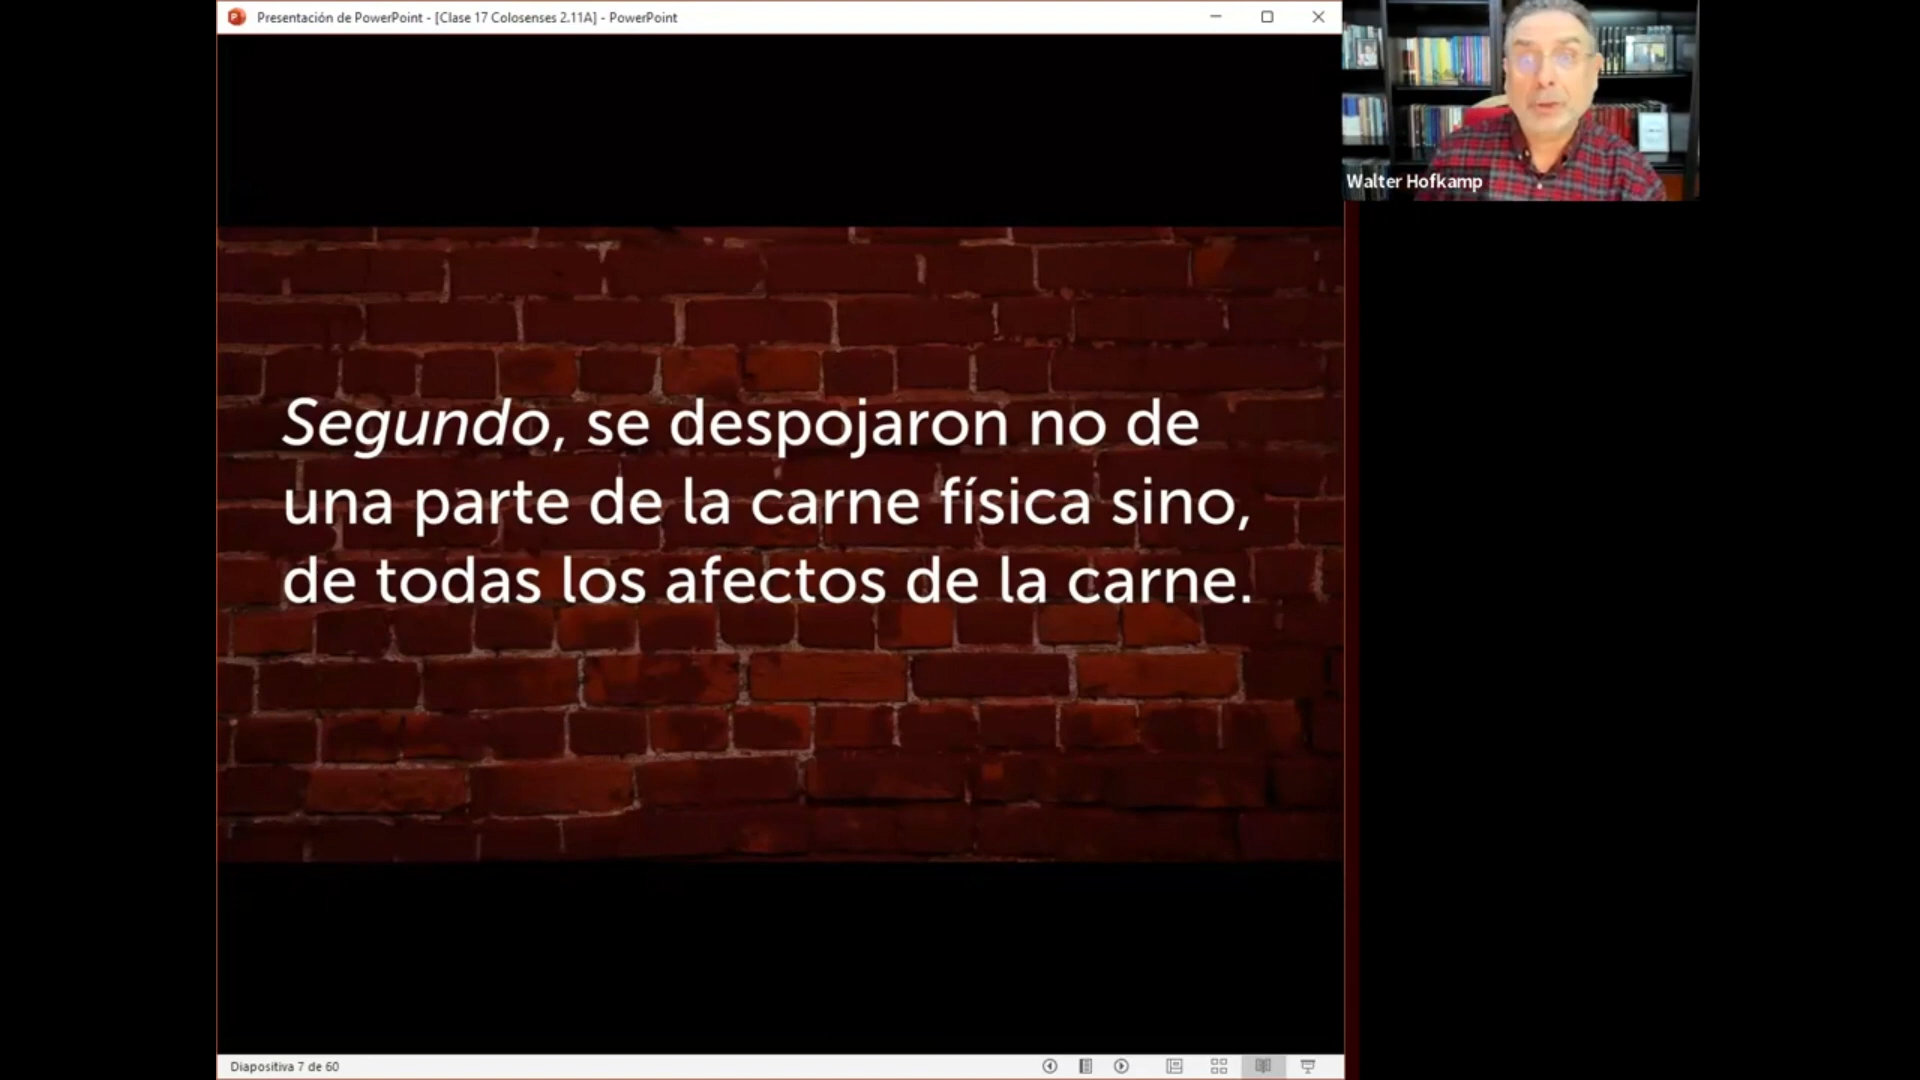 Presentación de PowerPoint - [Clase 17 Colosenses 2.11A] - PowerPoint
Walter Hofkamp
Segundo, se despojaron no de
una parte de la carne física sino,
de todas los afectos de la carne.
Diapositiva 7 de 60